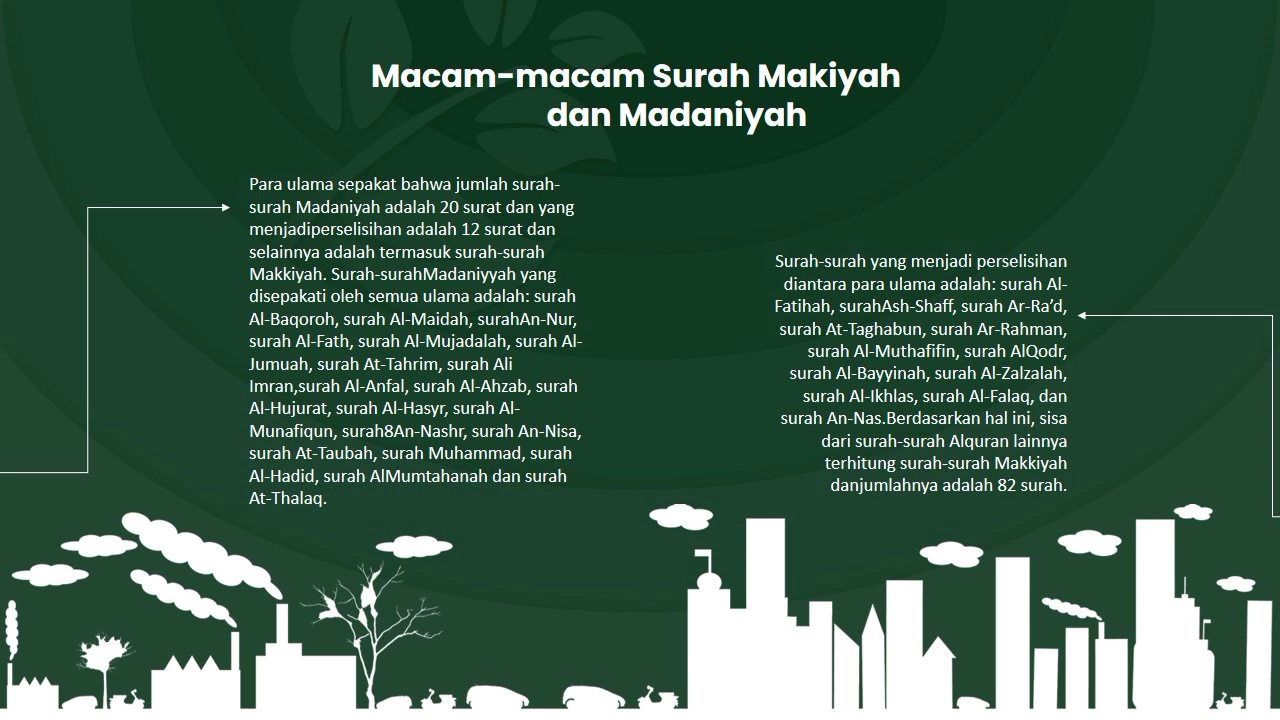 Macam-macam Surah Makiyah
dan Madaniyah
Para ulama sepakat bahwa jumlah surah-
surah Madaniyah adalah 20 surat dan yang
menjadiperselisihan adalah 12 surat dan
selainnya adalah termasuk surah-surah
Makkiyah. Surah-surahMadaniyyah yang
disepakati oleh semua ulama adalah: surah
Al-Baqoroh, surah Al-Maidah, surahAn-Nur,
surah Al-Fath, surah Al-Mujadalah, surah Al-
Jumuah, surah At-Tahrim, surah Ali
Imran,surah Al-Anfal, surah Al-Ahzab, surah
Al-Hujurat, surah Al-Hasyr, surah Al-
Munafiqun, surah8An-Nashr, surah An-Nisa,
surah At-Taubah, surah Muhammad, surah
Al-Hadid, surah AlMumtahanah dan surah
At-Thalaq.
Surah-surah yang menjadi perselisihan
diantara para ulama adalah: surah Al-
Fatihah, surahAsh-Shaff, surah Ar-Ra’d,
surah At-Taghabun, surah Ar-Rahman,
surah Al-Muthafifin, surah AlQodr,
surah Al-Bayyinah, surah Al-Zalzalah,
surah Al-Ikhlas, surah Al-Falaq, dan
surah An-Nas.Berdasarkan hal ini, sisa
dari surah-surah Alquran lainnya
terhitung surah-surah Makkiyah
danjumlahnya adalah 82 surah.